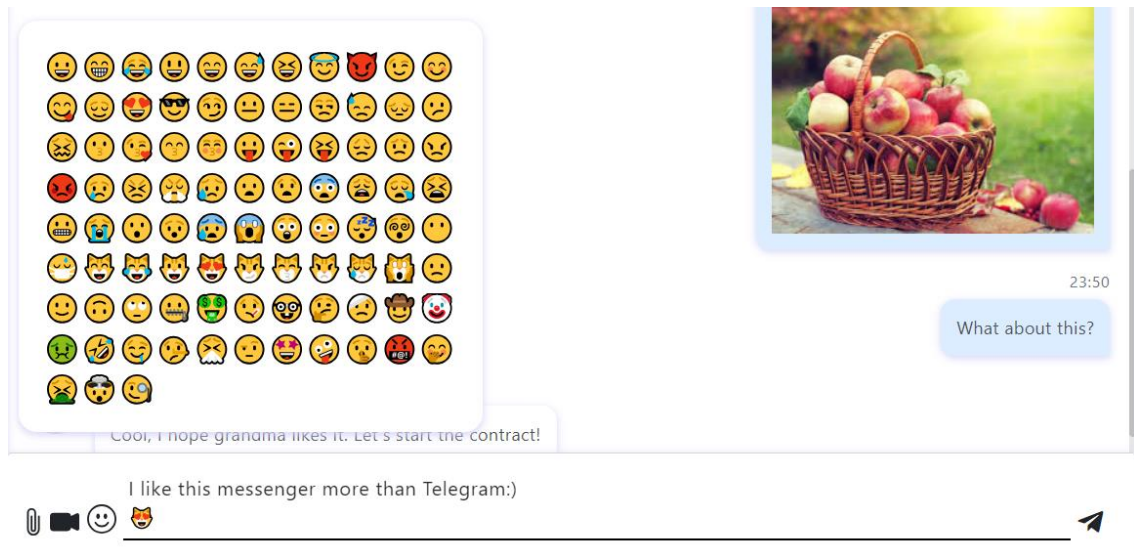 23:50
What about this?
Cool, I hope grandma likes it. Let's start the contract!
I like this messenger more than Telegram:)
😻